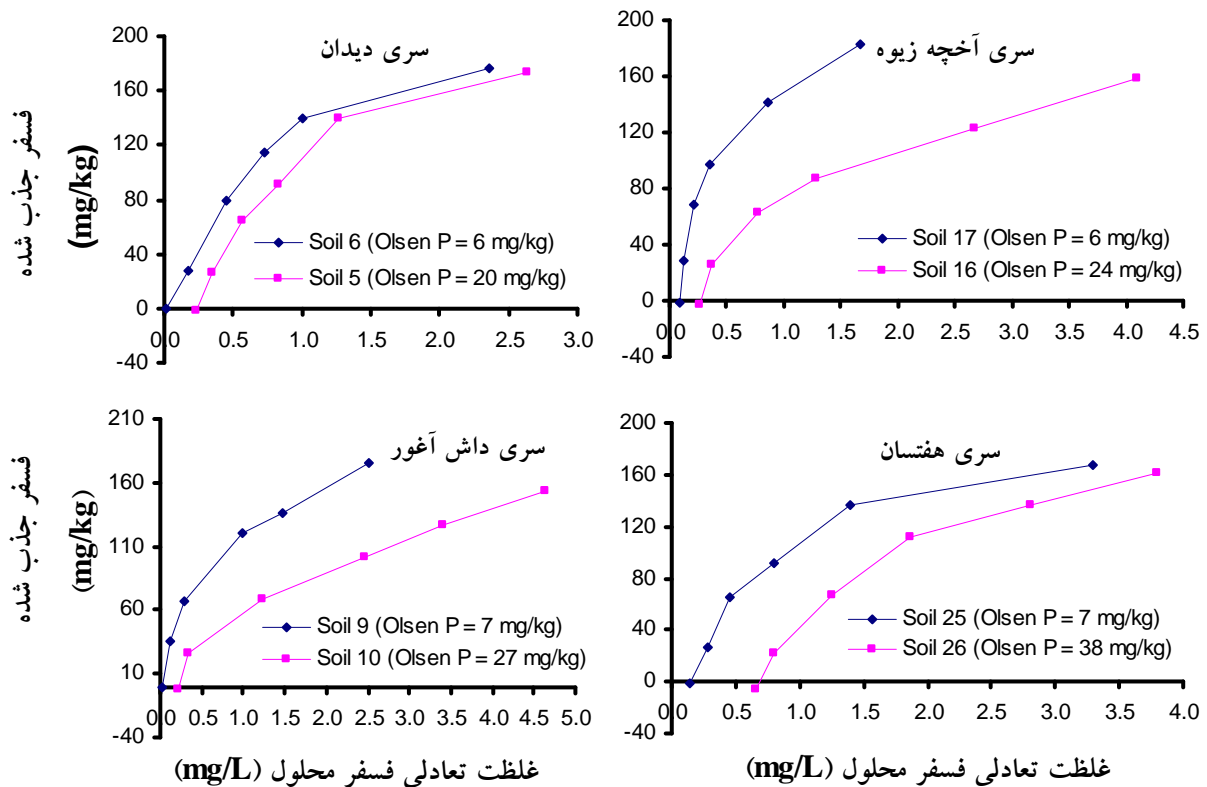 سری دیدان
فسفر جذب شده
(mg/kg)
200
160
120
80
40
0
-40
0.0 0.5 1.0 1.5 2.0 2.5 3.0
Soil 6 (Olsen P = 6 mg/kg)
Soil 5 (Olsen P = 20 mg/kg)
سری آخچه زیوه
200
160
120
80
40
0
-40
0.0 0.5 1.0 1.5 2.0 2.5 3.0 3.5 4.0 4.5
Soil 17 (Olsen P = 6 mg/kg)
Soil 16 (Olsen P = 24 mg/kg)
سری داش آغور
فسفر جذب شده
(mg/kg)
210
160
110
60
10
-40
0.0 0.5 1.0 1.5 2.0 2.5 3.0 3.5 4.0 4.5 5.0
Soil 9 (Olsen P = 7 mg/kg)
Soil 10 (Olsen P = 27 mg/kg)
غلظت تعادلی فسفر محلول (mg/L)
سری هفتسان
200
160
120
80
40
0
-40
0.0 0.5 1.0 1.5 2.0 2.5 3.0 3.5 4.0
Soil 25 (Olsen P = 7 mg/kg)
Soil 26 (Olsen P = 38 mg/kg)
غلظت تعادلی فسفر محلول (mg/L)